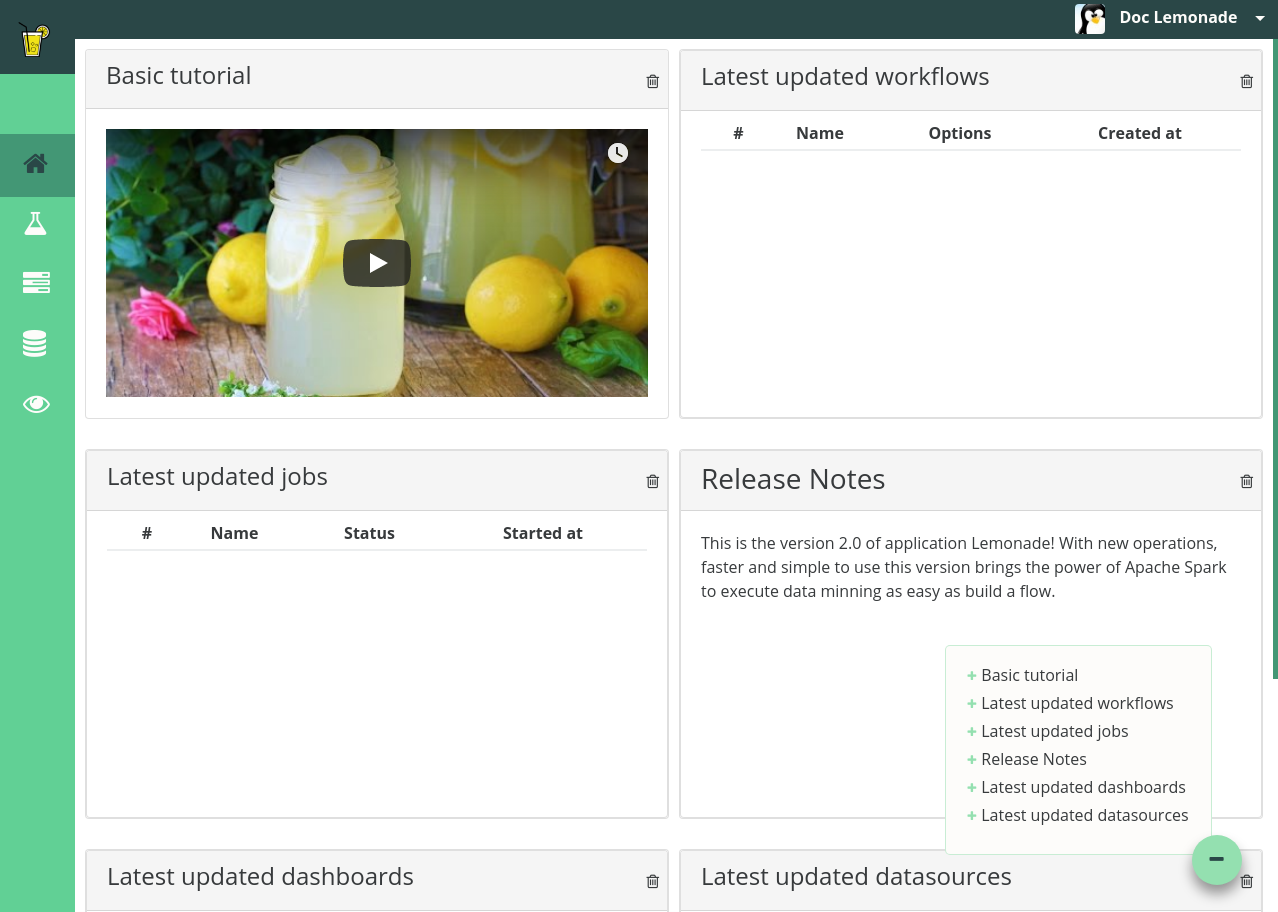 Doc Lemonade
Basic tutorial
Latest updated workflows
# Name Options Created at
Latest updated jobs
# Name Status Started at
Release Notes
This is the version 2.0 of application Lemonade! With new operations,
faster and simple to use this version brings the power of Apache Spark
to execute data minning as easy as build a flow.
+ Basic tutorial
+ Latest updated workflows
+ Latest updated jobs
+ Release Notes
+ Latest updated dashboards
+ Latest updated datasources
Latest updated dashboards
Latest updated datasources